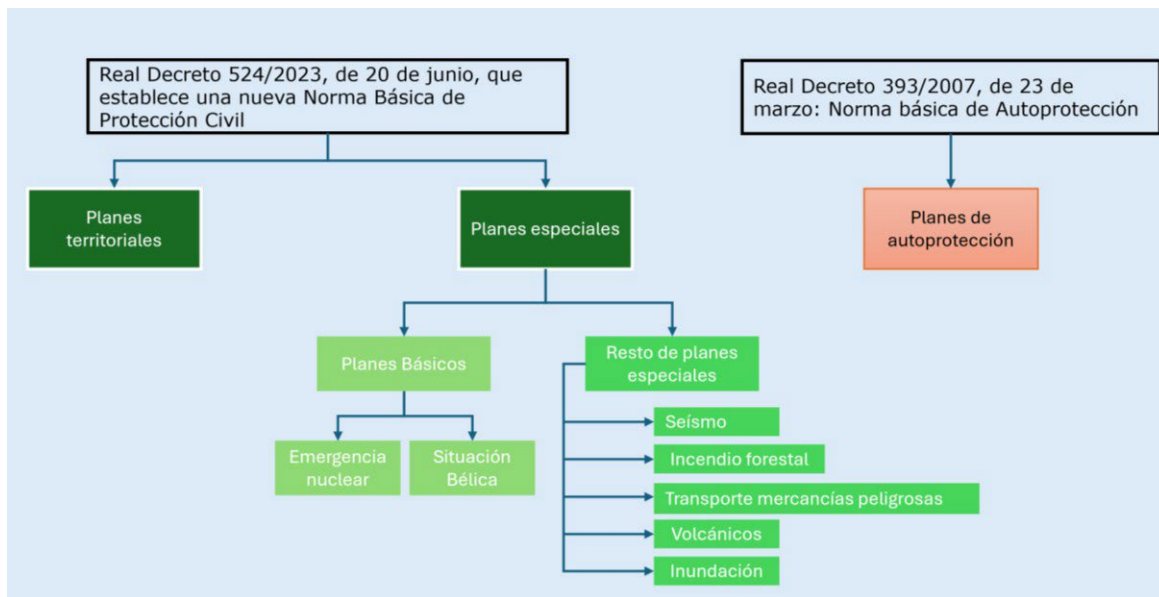 Real Decreto 524/2023, de 20 de junio, que
establece una nueva Norma Básica de
Protección Civil
Real Decreto 393/2007, de 23 de
marzo: Norma básica de Autoprotección
Planes
territoriales
Planes especiales
Planes de
autoprotección
Planes Básicos
Resto de planes
especiales
Emergencia
nuclear
Situación
Bélica
Seísmo
Incendio forestal
Transporte mercancías peligrosas
Volcánicos
Inundación